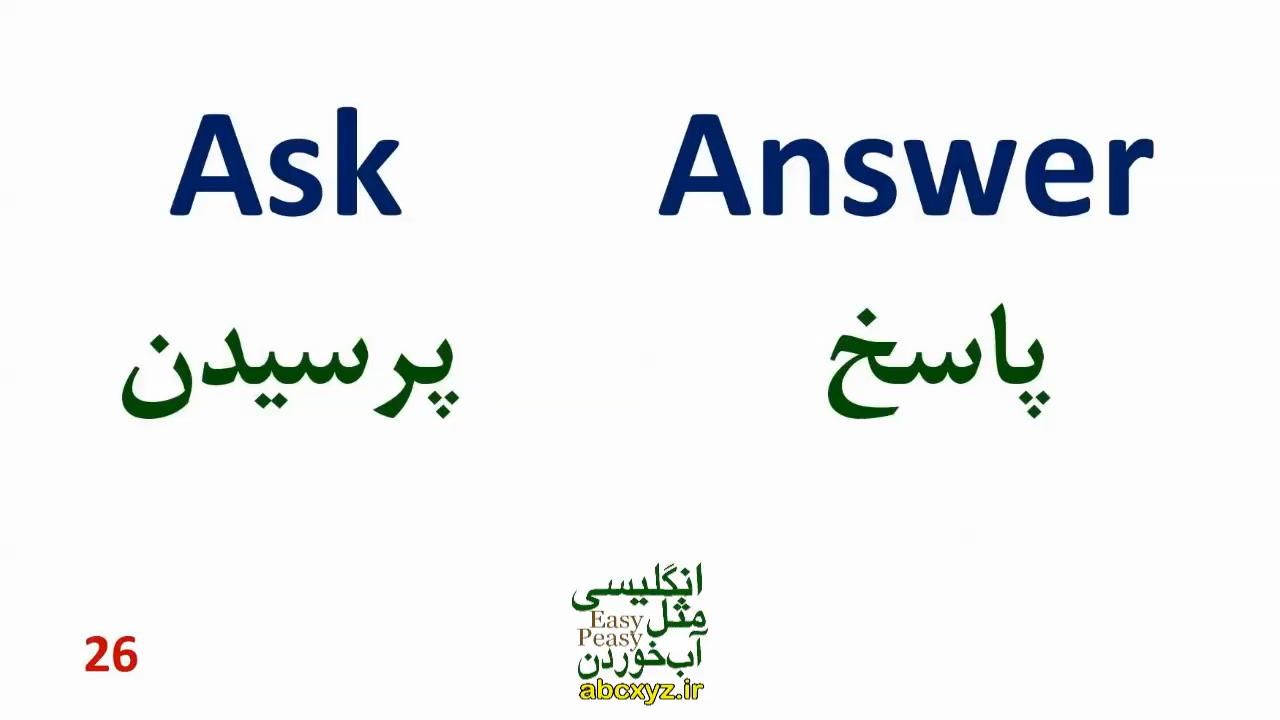 Ask Answer
پرسیدن پاسخ
انگلیسی
مثل Easy
Peasy
آب خوردن
abcxyz.ir
26